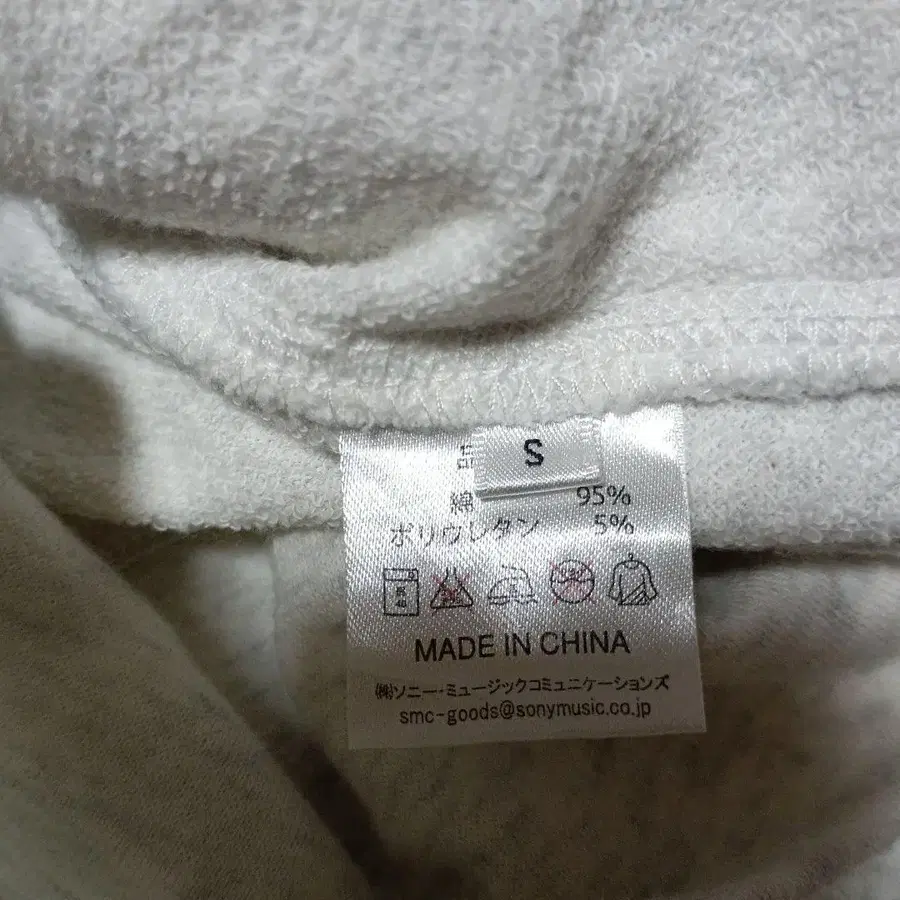 S
品
綿 95%
ポリウレタン 5%
MADE IN CHINA
㈱ソニー・ミュージックコミュニケーションズ
smc-goods@sonymusic.co.jp